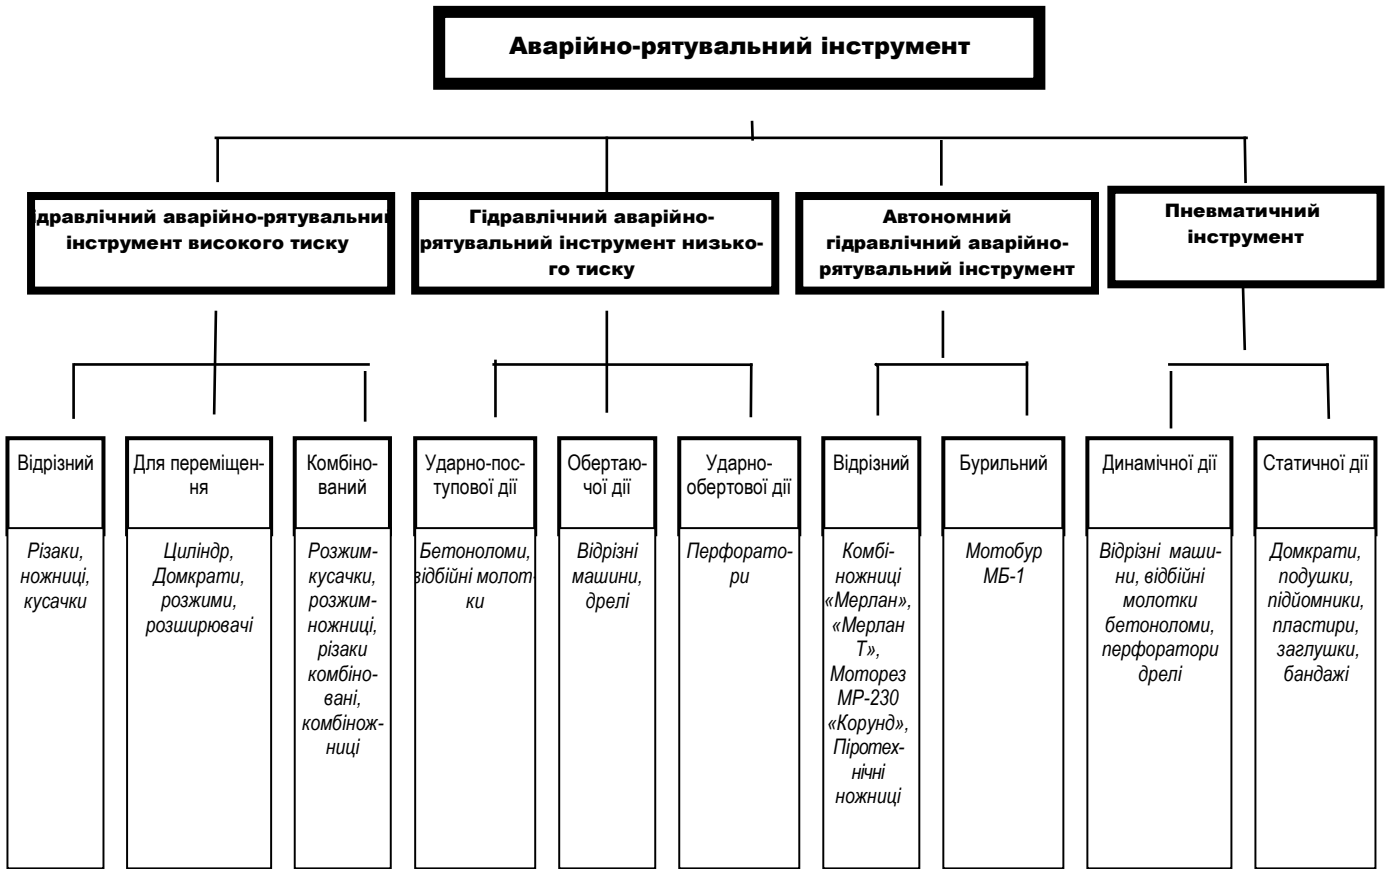 Аварійно-рятувальний інструмент
ідравлічний аварійно-рятувальни
інструмент високого тиску
Гідравлічний аварійно-
рятувальний інструмент низько-
го тиску
Автономний
гідравлічний аварійно-
рятувальний інструмент
Пневматичний
інструмент
Відрізний
Різаки,
ножниці,
кусачки
Для переміщен-
ня
Циліндр,
Домкрати,
розжими,
розширювачі
Комбіно-
ваний
Розжим-
кусачки,
розжим-
ножниці,
різаки
комбіно-
вані,
комбінож-
ниці
Ударно-пос-
тупової дії
Бетоноломи,
відбійні молот-
ки
Обертаю-
чої дії
Відрізні
машини,
дрелі
Ударно-
обертової дії
Перфорато-
ри
Відрізний
Комбі-
ножниці
«Мерлан»,
«Мерлан
Т»,
Моторез
МР-230
«Корунд»,
Піротех-
нічні
ножниці
Бурильний
Мотобур
МБ-1
Динамічної дії
Відрізні маши-
ни, відбійні
молотки
бетоноломи,
перфоратори
дрелі
Статичної дії
Домкрати,
подушки,
підйомники,
пластири,
заглушки,
бандажі